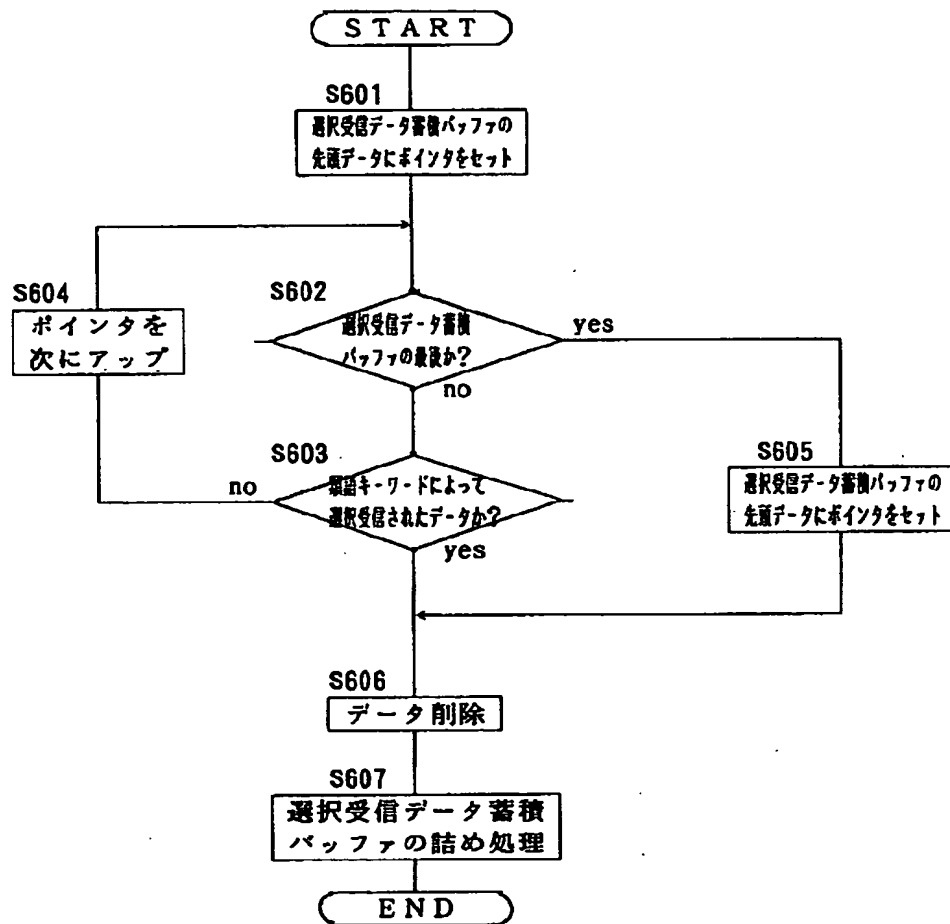 START
S601
選択受信データ蓄積バッファの
先頭データにポインタをセット
S604
ポインタを
次にアップ
S602
選択受信データ蓄積
バッファの最後か?
yes
no
S603
類語キーワードによって
選択受信されたデータか?
no
yes
S605
選択受信データ蓄積バッファの
先頭データにポインタをセット
S606
データ削除
S607
選択受信データ蓄積
バッファの詰め処理
END